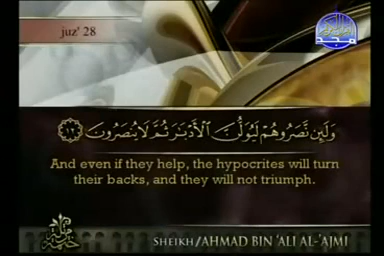 juz' 28
وَلَئِن نَّصَرُوهُمْ لَيُوَلُّنَّ الْأَدْبَارَ ثُمَّ لَا يُنصَرُونَ ١٢
And even if they help, the hypocrites will turn
their backs, and they will not triumph.
SHEIKH/AHMAD BIN 'ALI AL-'AJMI